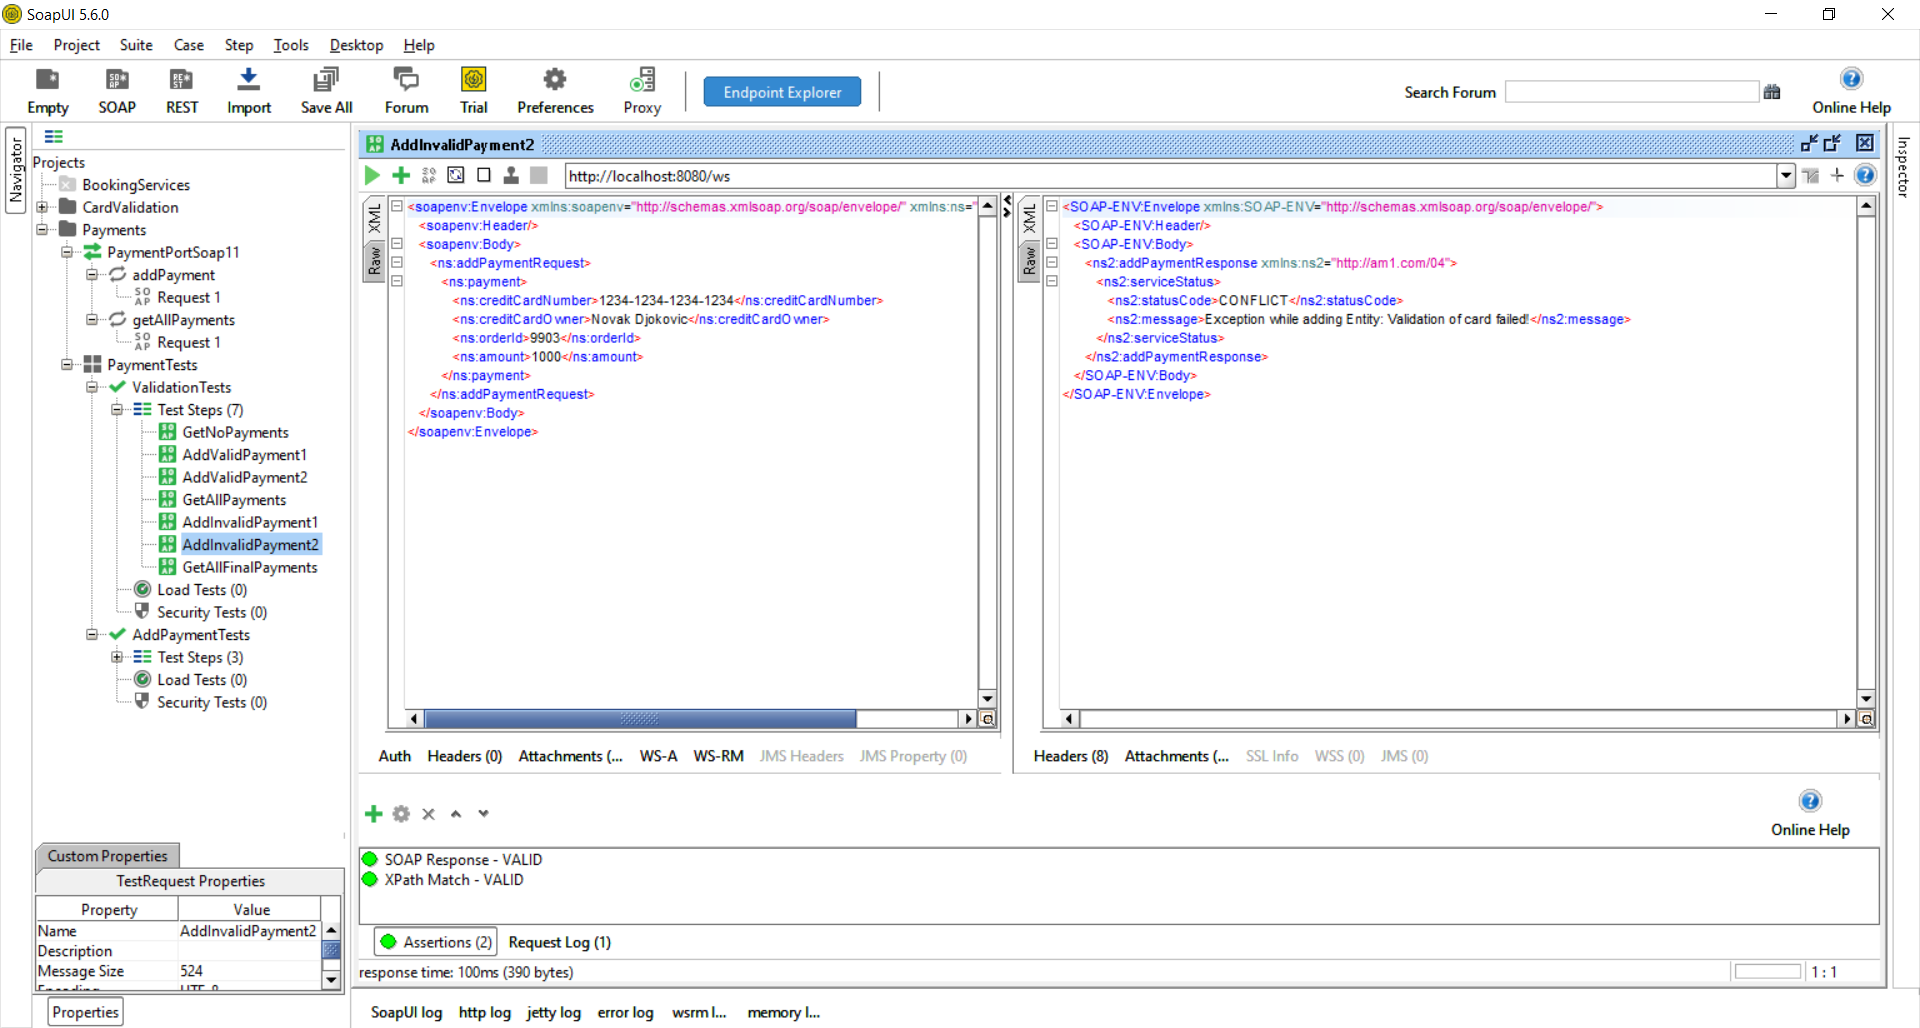 SoapUI 5.6.0
File Project Suite Case Step Tools Desktop Help
Empty SOAP REST Import Save All Forum Trial Preferences Proxy Endpoint Explorer Search Forum Online Help
Navigator
Inspector
Projects
BookingServices
CardValidation
Payments
PaymentPortSoap11
addPayment
Request 1
getAllPayments
Request 1
PaymentTests
ValidationTests
Test Steps (7)
GetNoPayments
AddValidPayment1
AddValidPayment2
GetAllPayments
AddInvalidPayment1
AddInvalidPayment2
GetAllFinalPayments
Load Tests (0)
Security Tests (0)
AddPaymentTests
Test Steps (3)
Load Tests (0)
Security Tests (0)
Custom Properties
TestRequest Properties
Property Value
Name AddInvalidPayment2
Description
Message Size 524
Encoding UTF-8
Properties
AddInvalidPayment2
http://localhost:8080/ws
XML
Raw
<soapenv:Envelope xmlns:soapenv="http://schemas.xmlsoap.org/soap/envelope/" xmlns:ns="
<soapenv:Header/>
<soapenv:Body>
<ns:addPaymentRequest>
<ns:payment>
<ns:creditCardNumber>1234-1234-1234-1234</ns:creditCardNumber>
<ns:creditCardOwner>Novak Djokovic</ns:creditCardOwner>
<ns:orderId>9903</ns:orderId>
<ns:amount>1000</ns:amount>
</ns:payment>
</ns:addPaymentRequest>
</soapenv:Body>
</soapenv:Envelope>
Auth Headers (0) Attachments (... WS-A WS-RM JMS Headers JMS Property (0)
XML
Raw
<SOAP-ENV:Envelope xmlns:SOAP-ENV="http://schemas.xmlsoap.org/soap/envelope/">
<SOAP-ENV:Header/>
<SOAP-ENV:Body>
<ns2:addPaymentResponse xmlns:ns2="http://am1.com/04">
<ns2:serviceStatus>
<ns2:statusCode>CONFLICT</ns2:statusCode>
<ns2:message>Exception while adding Entity: Validation of card failed!</ns2:message>
</ns2:serviceStatus>
</ns2:addPaymentResponse>
</SOAP-ENV:Body>
</SOAP-ENV:Envelope>
Headers (8) Attachments (... SSL Info WSS (0) JMS (0)
Online Help
SOAP Response - VALID
XPath Match - VALID
Assertions (2) Request Log (1)
response time: 100ms (390 bytes)
1 : 1
SoapUI log http log jetty log error log wsrm l... memory l...